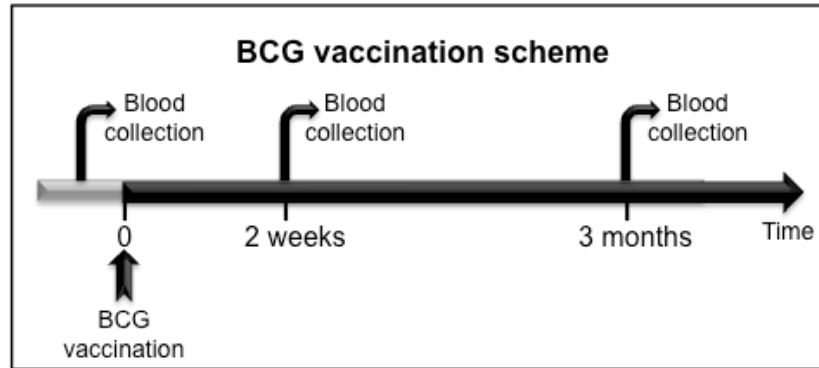 BCG vaccination scheme
Blood
collection
Blood
collection
Blood
collection
0
2 weeks
3 months
Time
BCG
vaccination